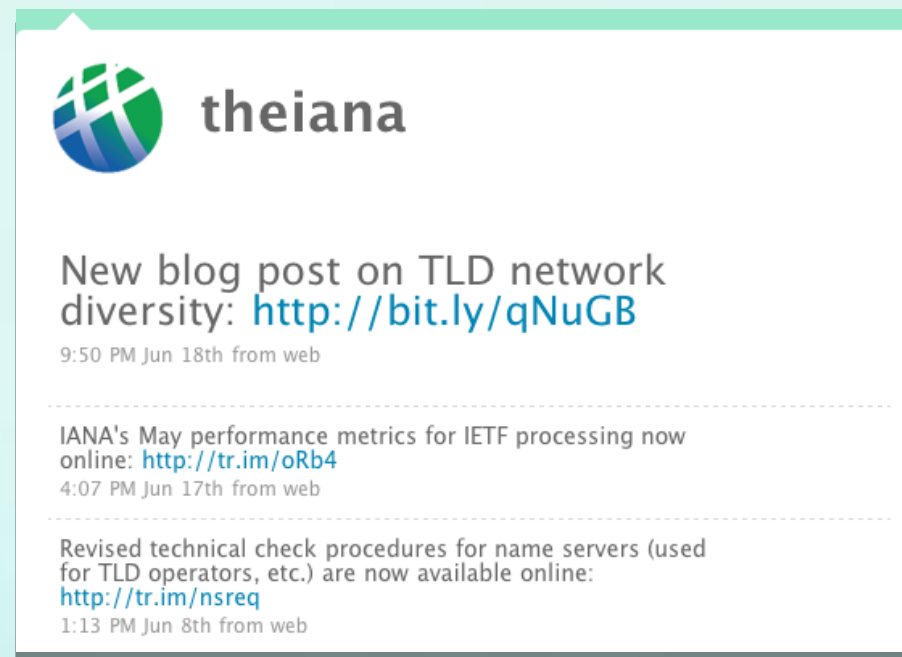 theiana
New blog post on TLD network
diversity: http://bit.ly/qNuGB
9:50 PM Jun 18th from web
IANA's May performance metrics for IETF processing now
online: http://tr.im/oRb4
4:07 PM Jun 17th from web
Revised technical check procedures for name servers (used
for TLD operators, etc.) are now available online:
http://tr.im/nsreq
1:13 PM Jun 8th from web